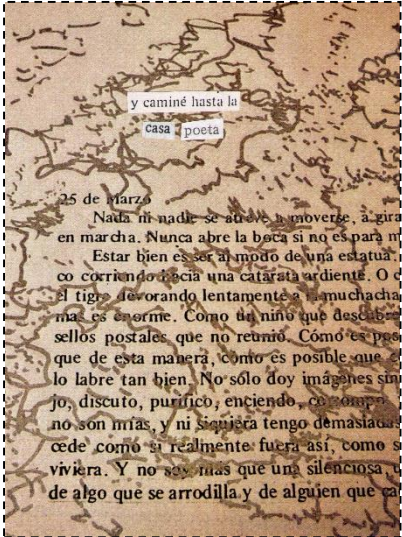 y caminé hasta la
casa poeta
25 de Marzo
Nada ni nadie se atreve a moverse, a gira
en marcha. Nunca abre la boca si no es para m
Estar bien es ser al modo de una estatua.
co corriendo hacia una catarata ardiente. O c
el tigre devorando lentamente a la muchacha
mas es enorme. Como un niño que descubre
sellos postales que no reunió. Cómo es pos
que de esta manera, cómo es posible que
lo labre tan bien. No sólo doy imágenes sin
jo, discuto, purifico, enciendo, corrompo
no son mías, y ni siquiera tengo demasiadas
cede como si realmente fuera así, como s
viviera. Y no soy más que una silenciosa, u
de algo que se arrodilla y de alguien que ca